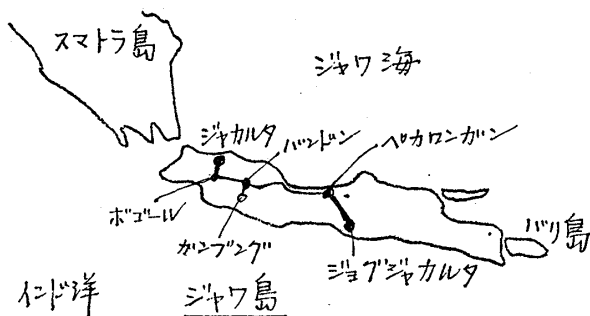 スマトラ島
ジャワ海
ジャカルタ
バンドン
ペカロンガン
ボゴール
ガンブング
ジョグジャカルタ
バリ島
インド洋
ジャワ島